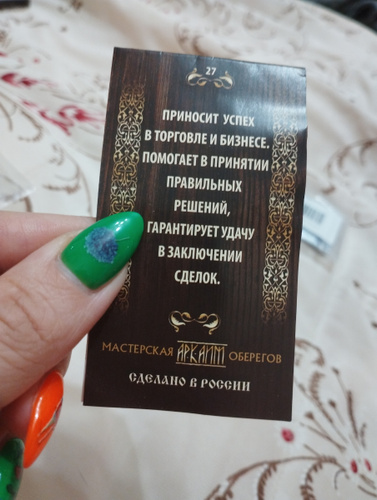 27
ПРИНОСИТ УСПЕХ
В ТОРГОВЛЕ И БИЗНЕСЕ.
ПОМОГАЕТ В ПРИНЯТИИ
ПРАВИЛЬНЫХ
РЕШЕНИЙ,
ГАРАНТИРУЕТ УДАЧУ
В ЗАКЛЮЧЕНИИ
СДЕЛОК.
МАСТЕРСКАЯ АРКАИМ ОБЕРЕГОВ
СДЕЛАНО В РОССИИ